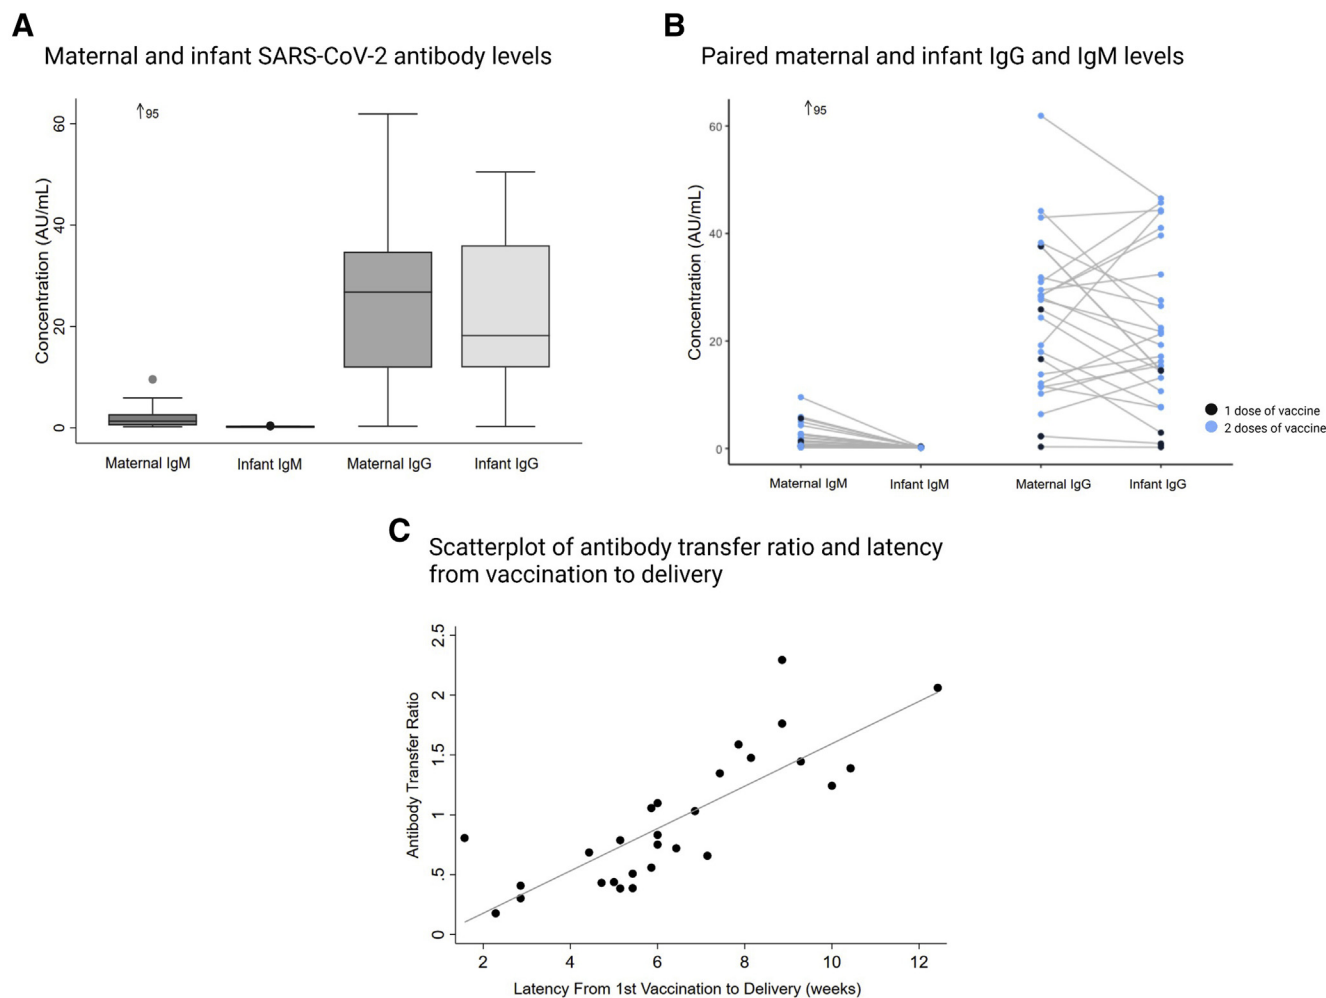 A
Maternal and infant SARS-CoV-2 antibody levels
↑95
Concentration (AU/mL)
60
40
20
0
Maternal IgM
Infant IgM
Maternal IgG
Infant IgG
B
Paired maternal and infant IgG and IgM levels
↑95
Concentration (AU/mL)
60
40
20
0
Maternal IgM
Infant IgM
Maternal IgG
Infant IgG
1 dose of vaccine
2 doses of vaccine
C
Scatterplot of antibody transfer ratio and latency
from vaccination to delivery
Antibody Transfer Ratio
2.5
2
1.5
1
.5
0
2
4
6
8
10
12
Latency From 1st Vaccination to Delivery (weeks)